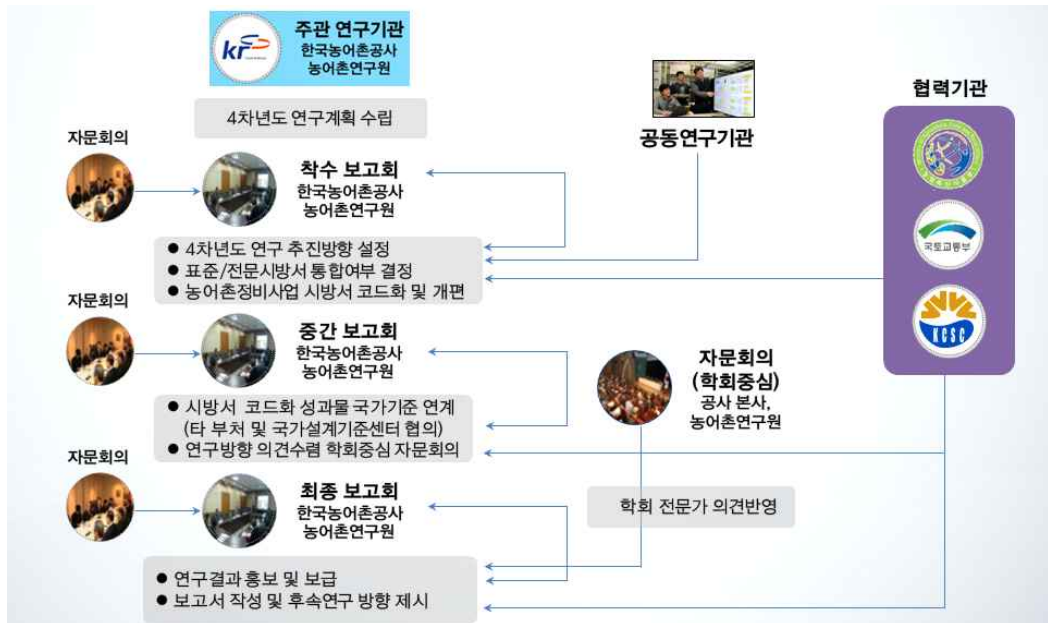 kr
주관 연구기관
한국농어촌공사
농어촌연구원
4차년도 연구계획 수립
공동연구기관
협력기관
국토교통부
KCSC
자문회의
착수 보고회
한국농어촌공사
농어촌연구원
● 4차년도 연구 추진방향 설정
● 표준/전문시방서 통합여부 결정
● 농어촌정비사업 시방서 코드화 및 개편
자문회의
중간 보고회
한국농어촌공사
농어촌연구원
자문회의
(학회중심)
공사 본사,
농어촌연구원
● 시방서 코드화 성과물 국가기준 연계
(타 부처 및 국가설계기준센터 협의)
● 연구방향 의견수렴 학회중심 자문회의
자문회의
최종 보고회
한국농어촌공사
농어촌연구원
학회 전문가 의견반영
● 연구결과 홍보 및 보급
● 보고서 작성 및 후속연구 방향 제시